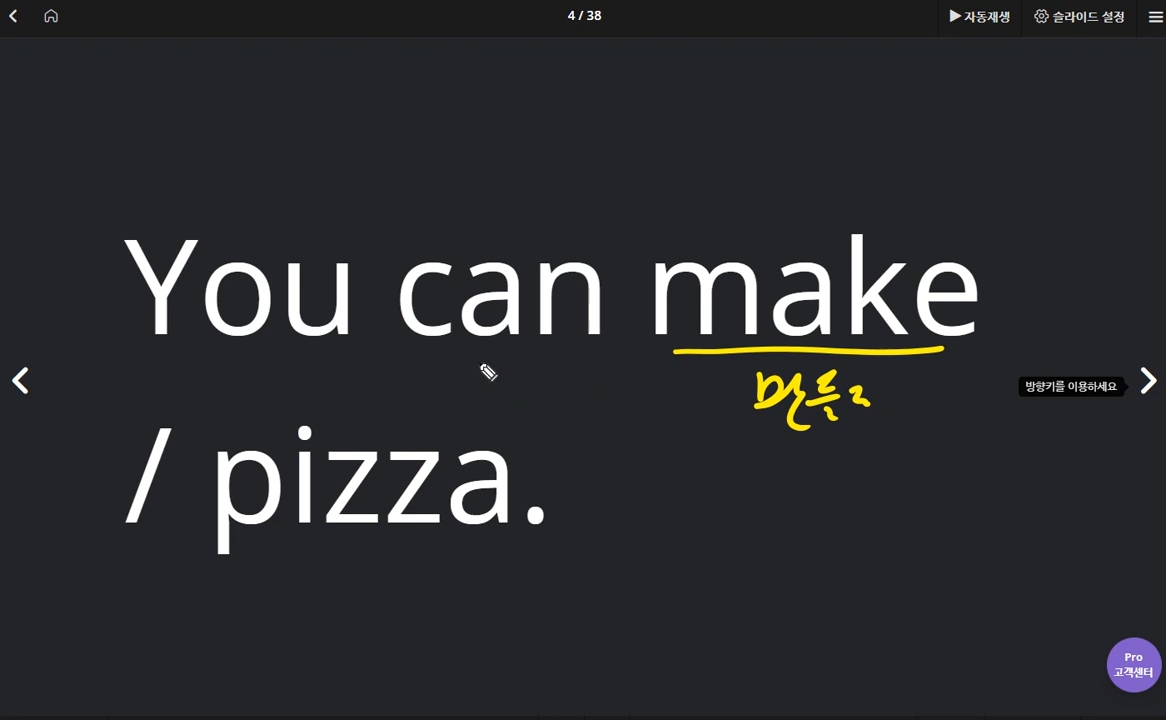 4 / 38
▶ 자동재생
슬라이드 설정
You can make
만들
/ pizza.
방향키를 이용하세요
Pro
고객센터